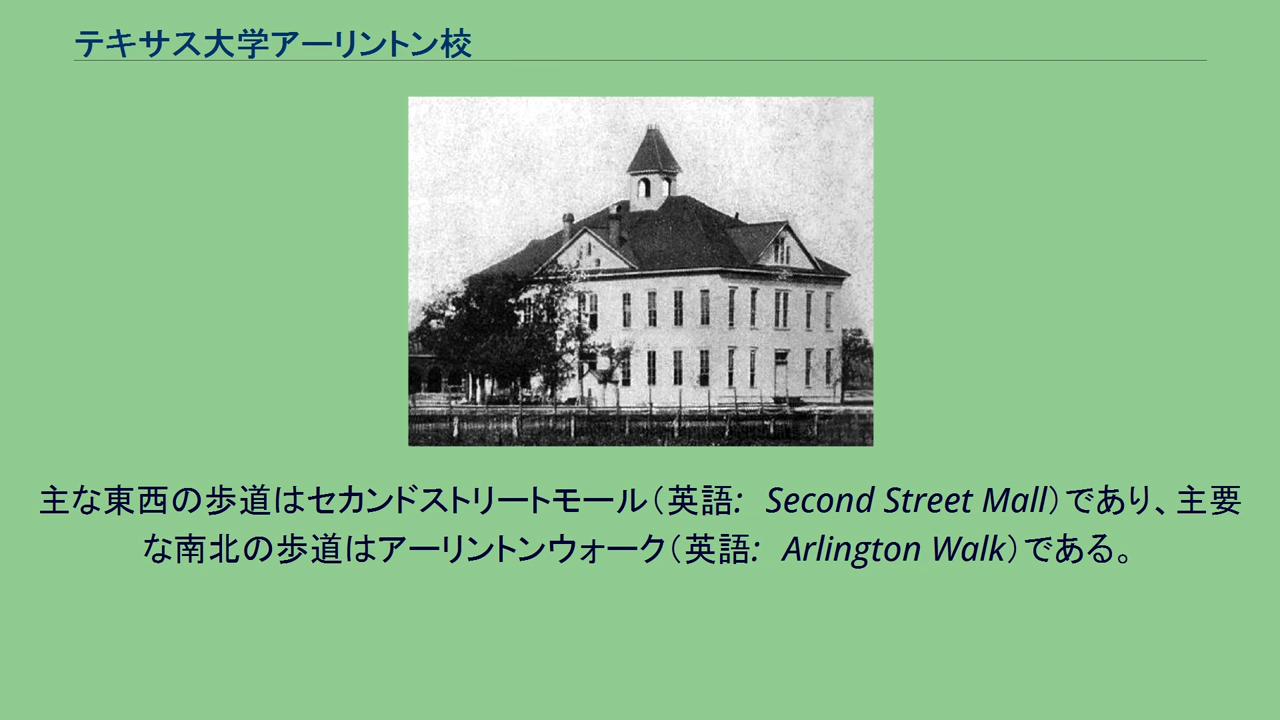 テキサス大学アーリントン校
主な東西の歩道はセカンドストリートモール（英語: Second Street Mall）であり、主要
な南北の歩道はアーリントンウォーク（英語: Arlington Walk）である。